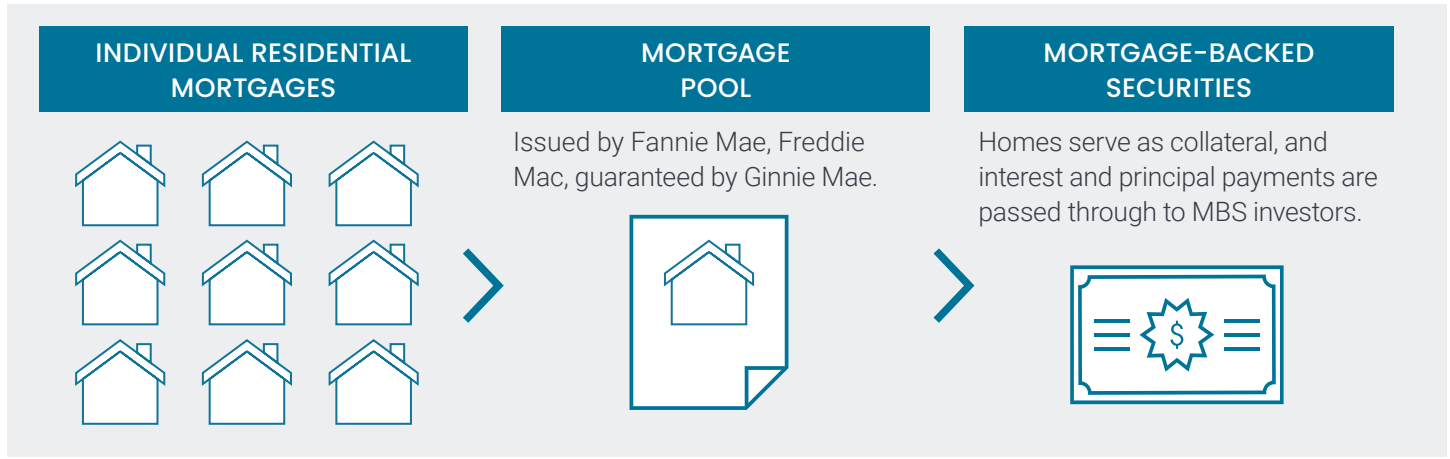 INDIVIDUAL RESIDENTIAL
MORTGAGES
MORTGAGE
POOL
Issued by Fannie Mae, Freddie
Mac, guaranteed by Ginnie Mae.
MORTGAGE-BACKED
SECURITIES
Homes serve as collateral, and
interest and principal payments are
passed through to MBS investors.
$